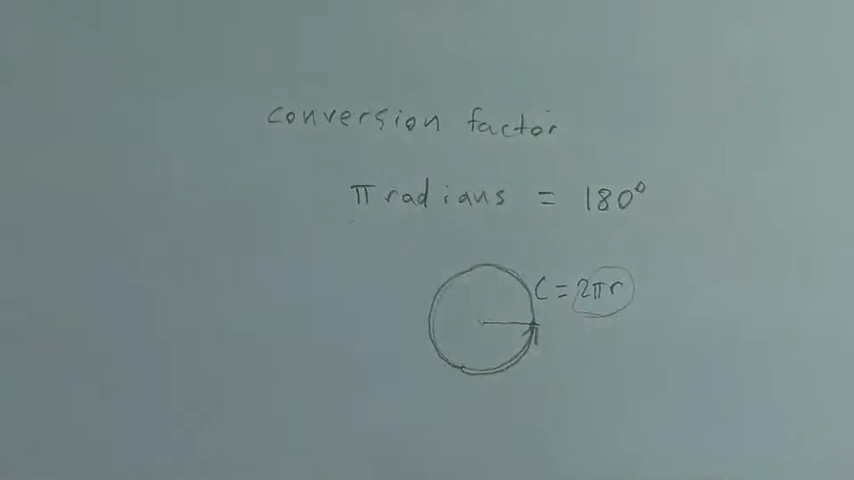 conversion factor
π radians = 180°
C = 2πr